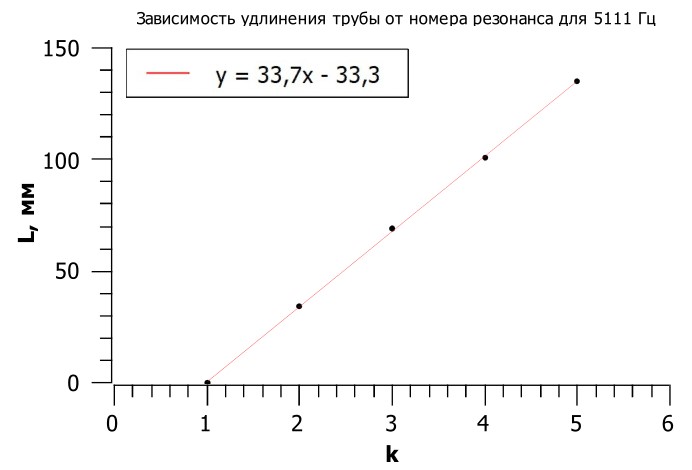 Зависимость удлинения трубы от номера резонанса для 5111 Гц
y = 33,7x - 33,3
150
100
50
0
L, мм
0 1 2 3 4 5 6
k